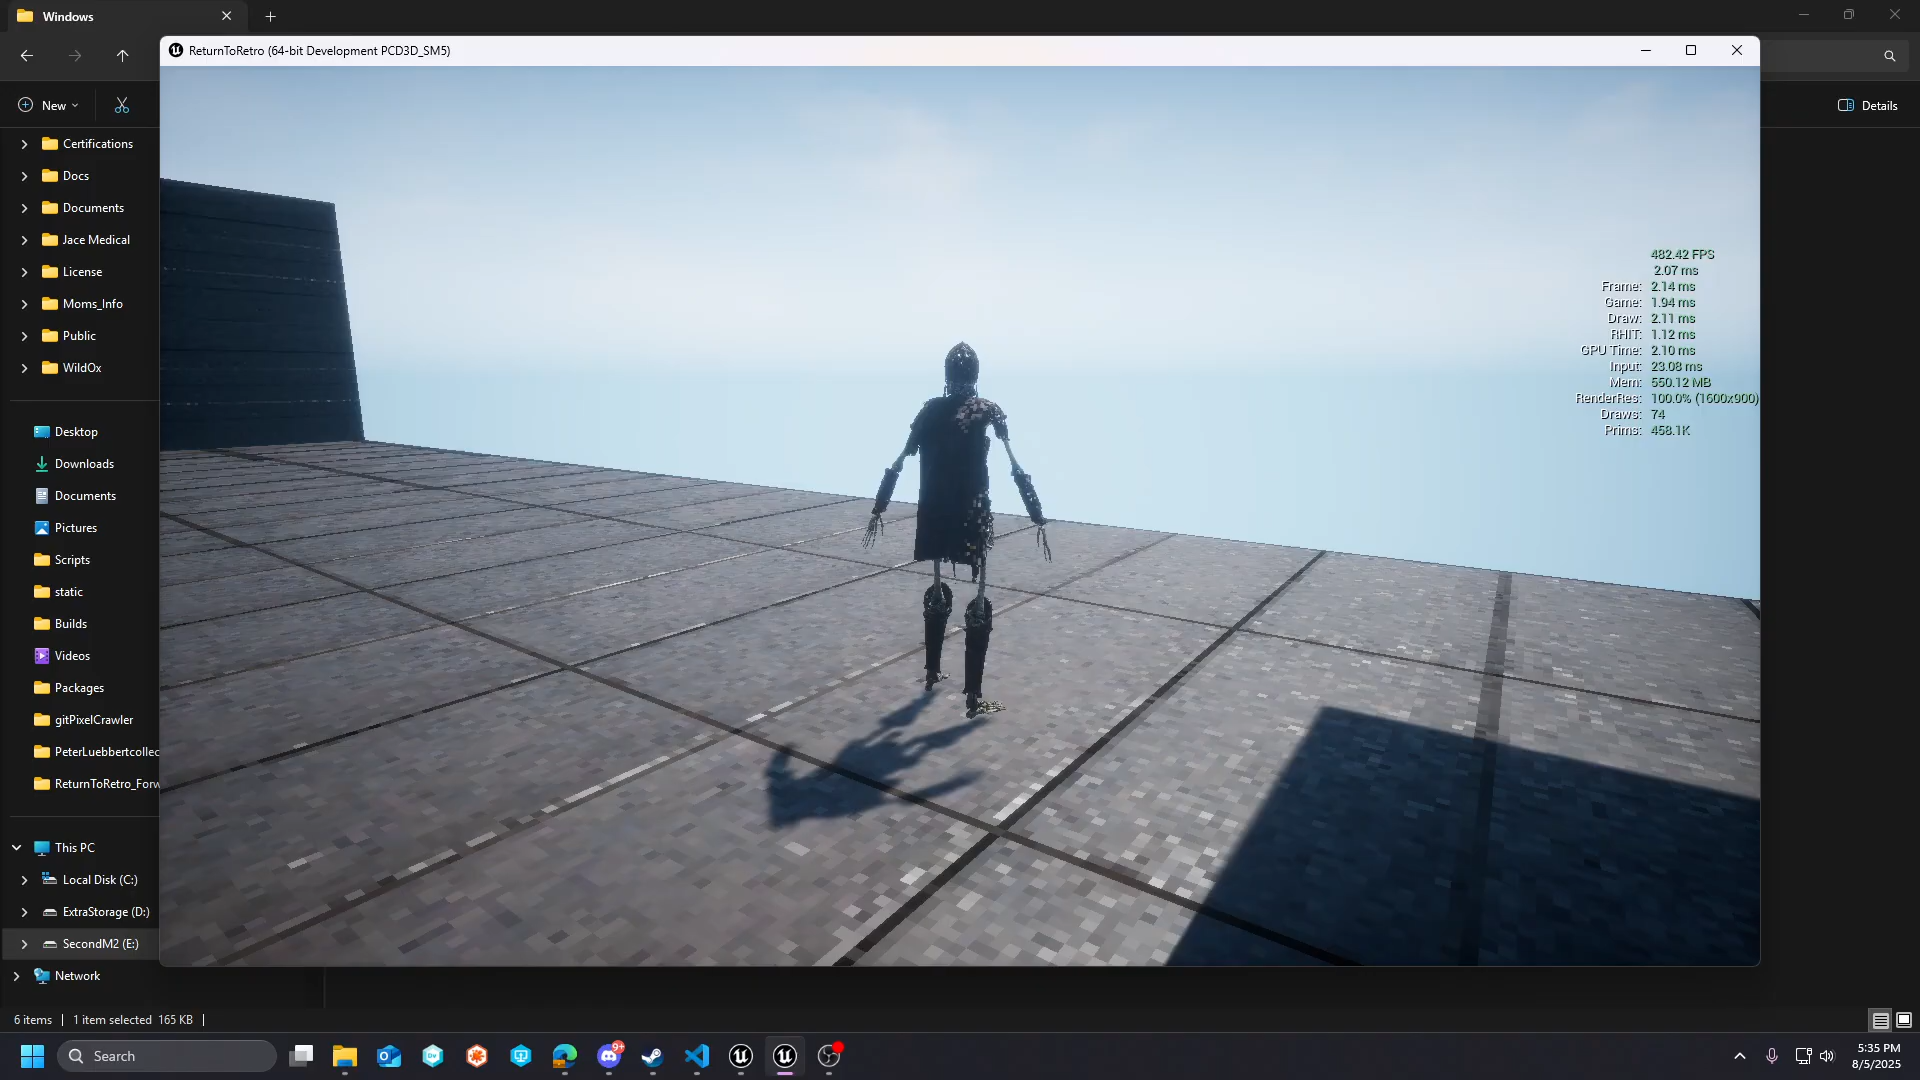 Windows
ReturnToRetro (64-bit Development PCD3D_SM5)
New
Details
Certifications
Docs
Documents
Jace Medical
License
Moms_Info
Public
WildOx
Desktop
Downloads
Documents
Pictures
Scripts
static
Builds
Videos
Packages
gitPixelCrawler
PeterLuebbertcollec
ReturnToRetro_Forw
This PC
Local Disk (C:)
ExtraStorage (D:)
SecondM2 (E:)
Network
482.42 FPS
2.07 ms
Frame: 2.14 ms
Game: 1.94 ms
Draw: 2.11 ms
RHIT: 1.12 ms
GPU Time: 2.10 ms
Input: 23.08 ms
Mem: 550.12 MB
RenderRes: 100.0% (1600x900)
Draws: 74
Prims: 458.1K
6 items | 1 item selected 165 KB |
Search
9+
5:35 PM
8/5/2025